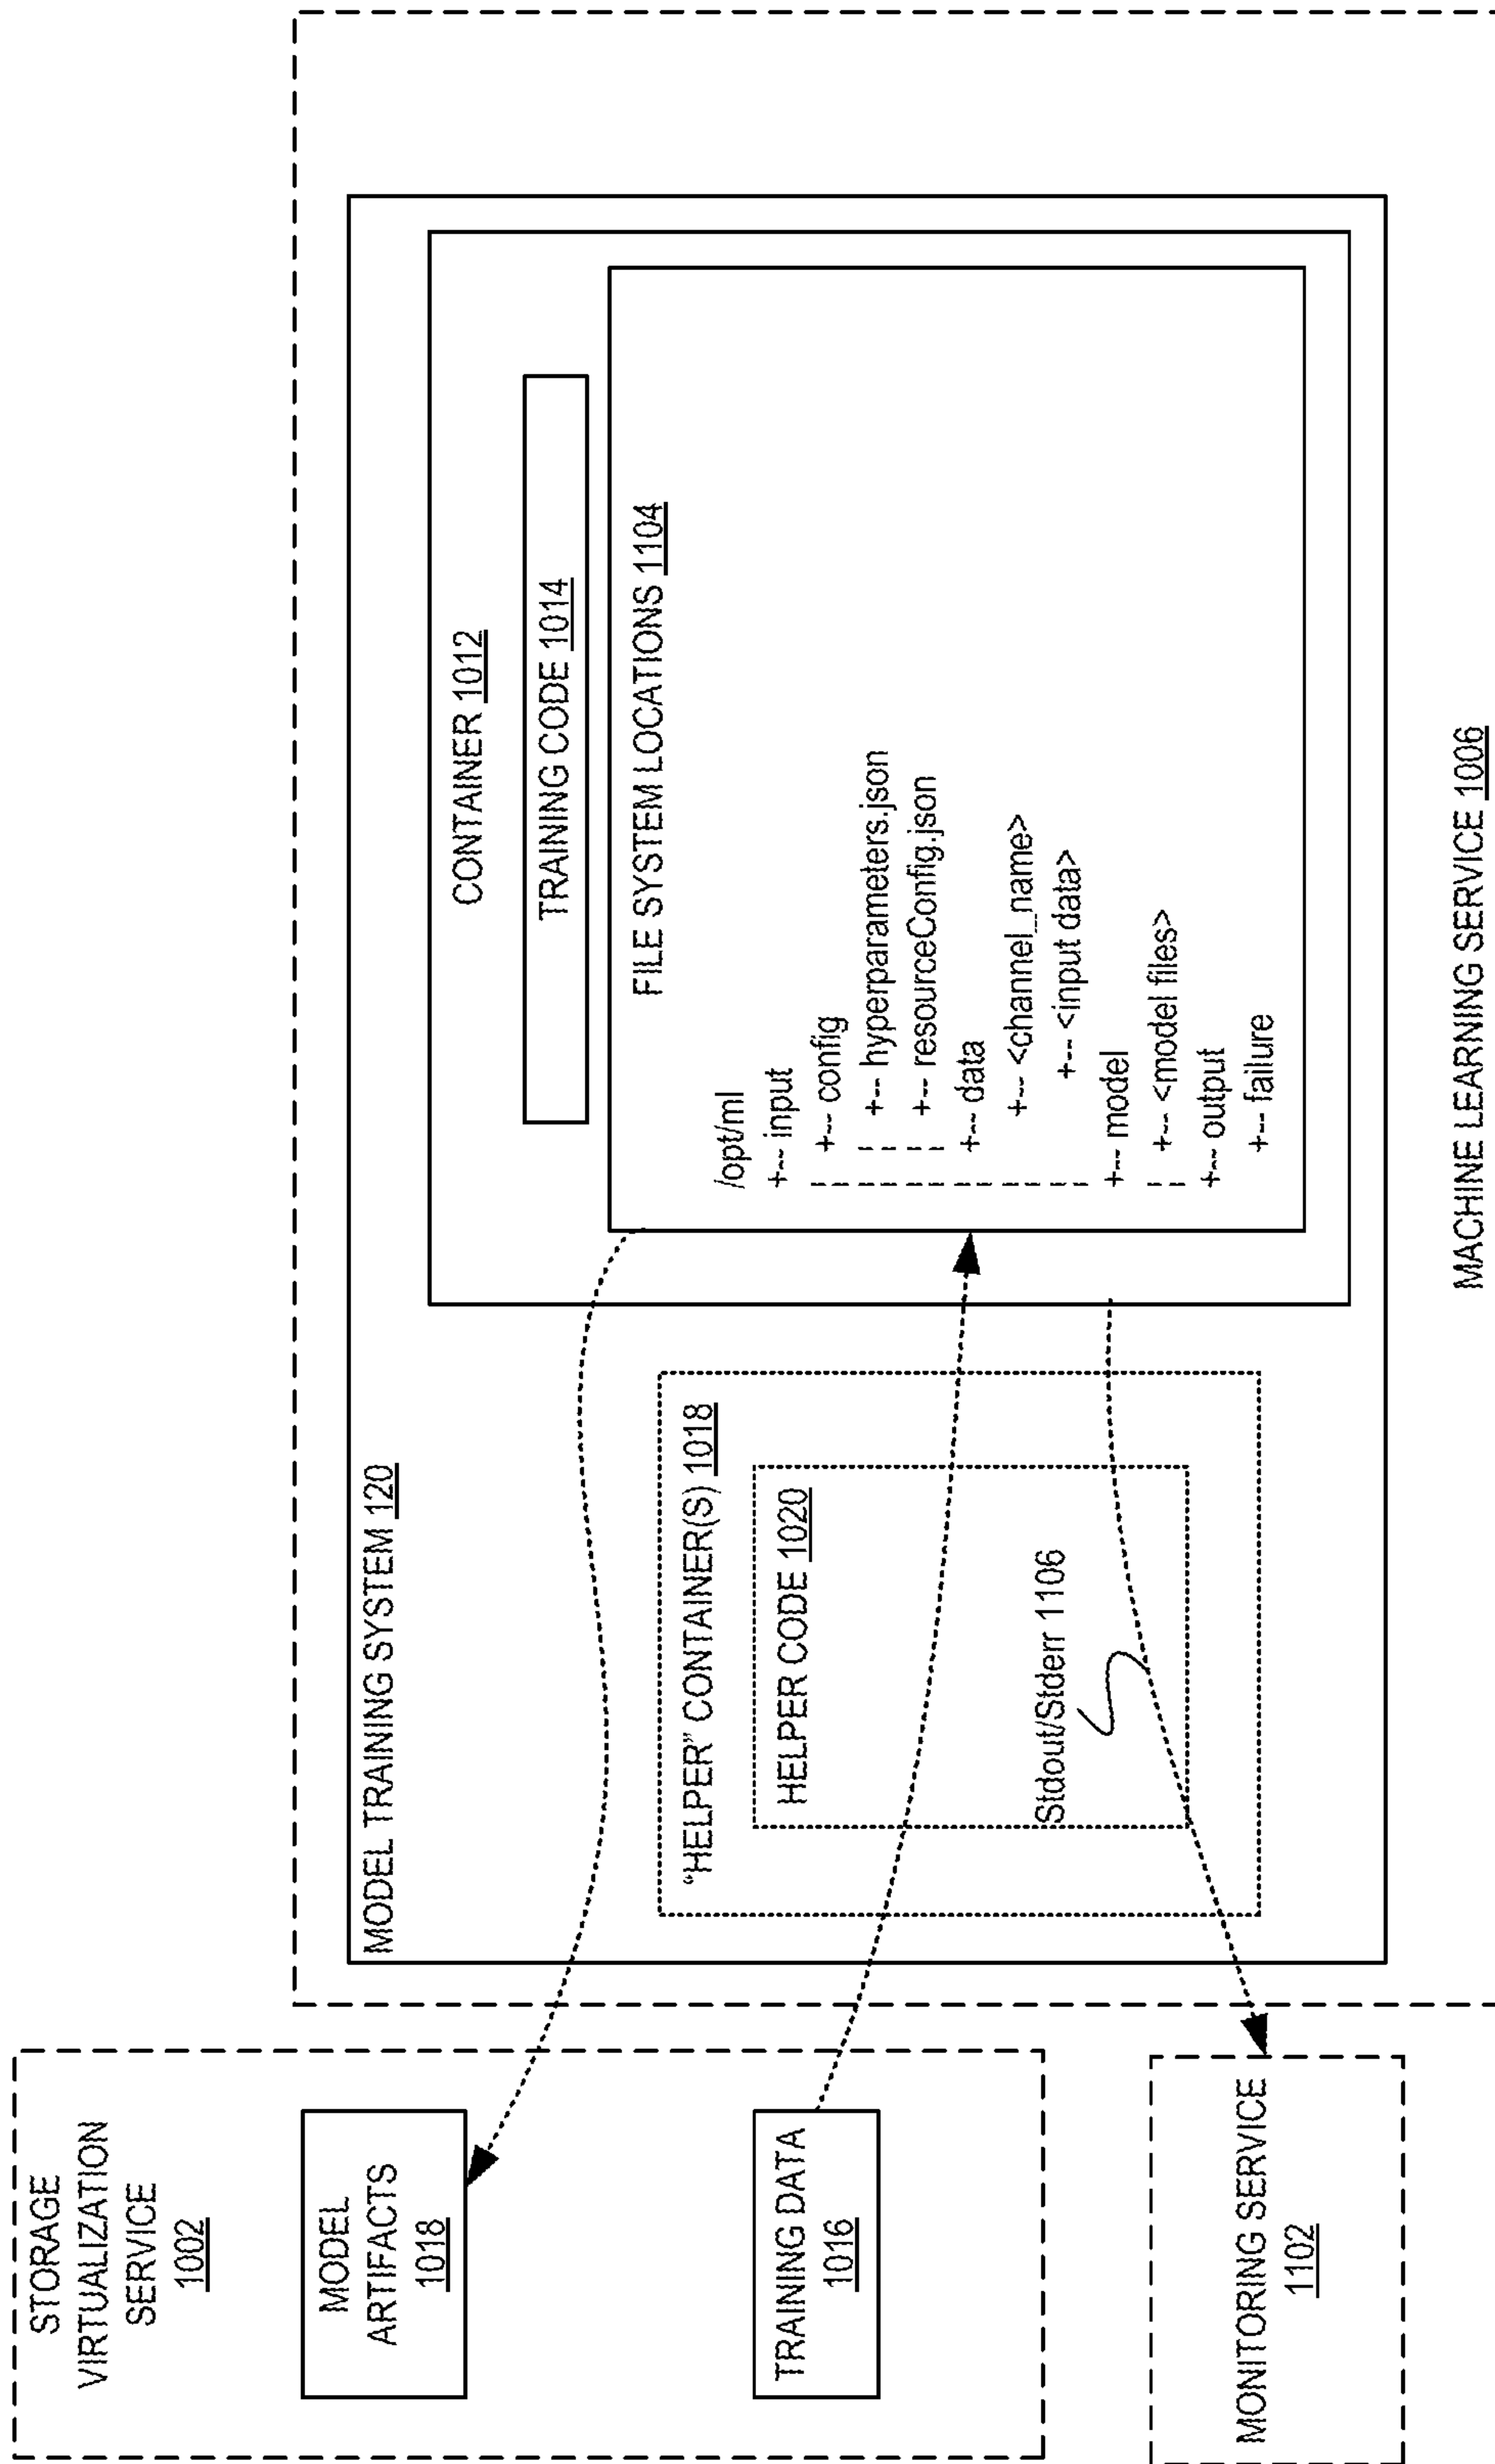 STORAGE
VIRTUALIZATION
SERVICE
1002
MODEL
ARTIFACTS
1018
TRAINING DATA
1016
MONITORING SERVICE
1102
MODEL TRAINING SYSTEM 120
“HELPER” CONTAINER(S) 1018
HELPER CODE 1020
Stdout/Stderr 1106
CONTAINER 1012
TRAINING CODE 1014
FILE SYSTEM LOCATIONS 1104
/opt/ml
+-- input
¦ +-- config
¦ ¦ +-- hyperparameters.json
¦ ¦ +-- resourceConfig.json
¦ +-- data
¦ +-- <channel_name>
¦ +-- <input data>
+-- model
¦ +-- <model files>
+-- output
+-- failure
MACHINE LEARNING SERVICE 1006